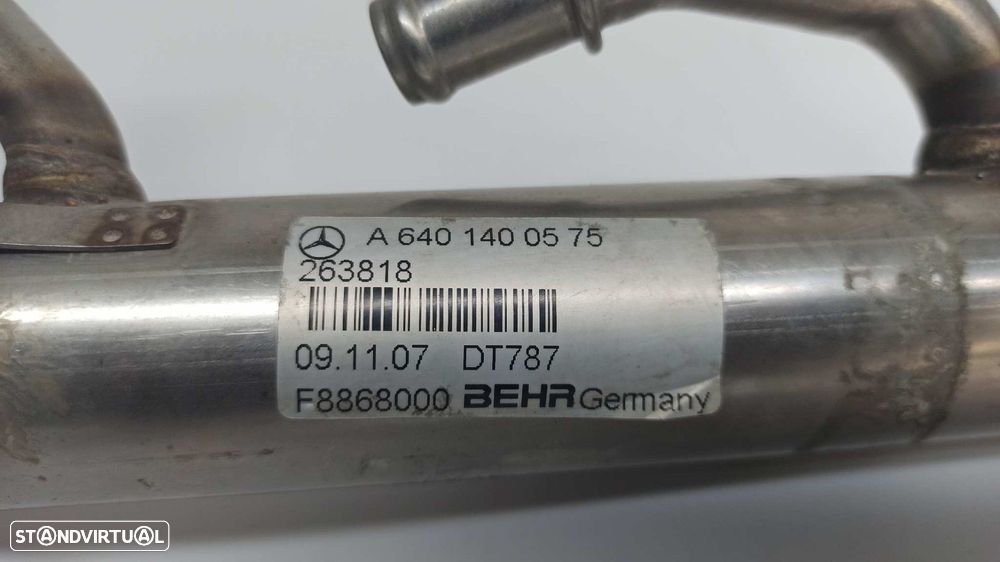 A 640 140 05 75
263818
09.11.07 DT787
F8868000 BEHR Germany
STANDVIRTUAL